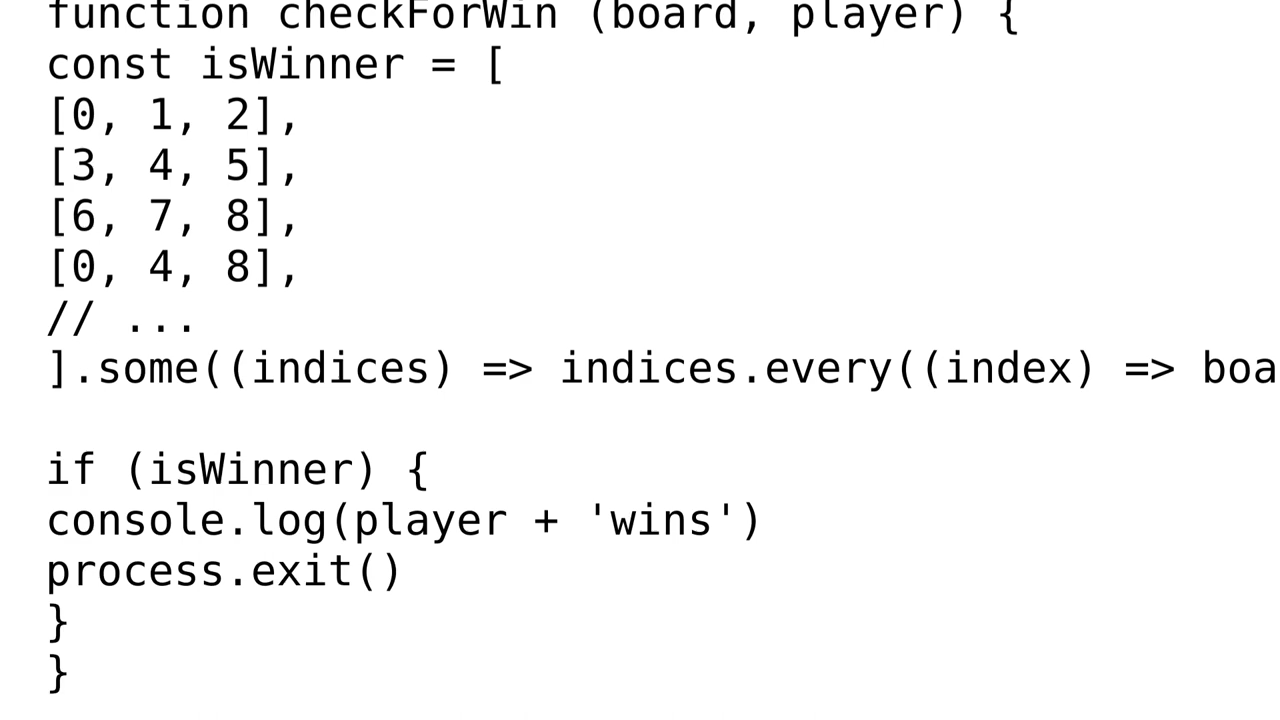 function checkForWin (board, player) {
const isWinner = [
[0, 1, 2],
[3, 4, 5],
[6, 7, 8],
[0, 4, 8],
// ...
].some((indices) => indices.every((index) => boa
if (isWinner) {
console.log(player + 'wins')
process.exit()
}
}